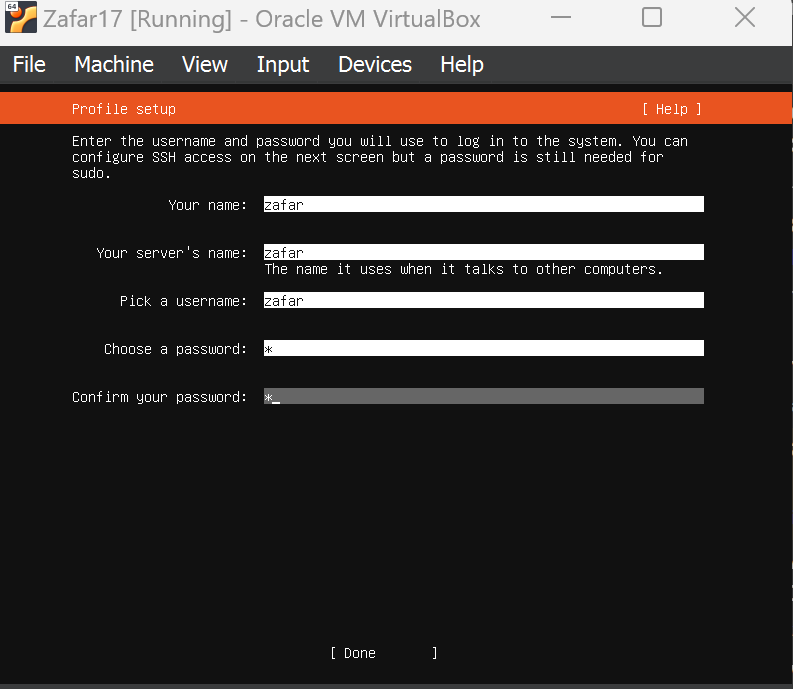 64
Zafar17 [Running] - Oracle VM VirtualBox
File Machine View Input Devices Help
Profile setup [ Help ]
Enter the username and password you will use to log in to the system. You can
configure SSH access on the next screen but a password is still needed for
sudo.
Your name: zafar
Your server's name: zafar
The name it uses when it talks to other computers.
Pick a username: zafar
Choose a password: *
Confirm your password: *_
[ Done ]